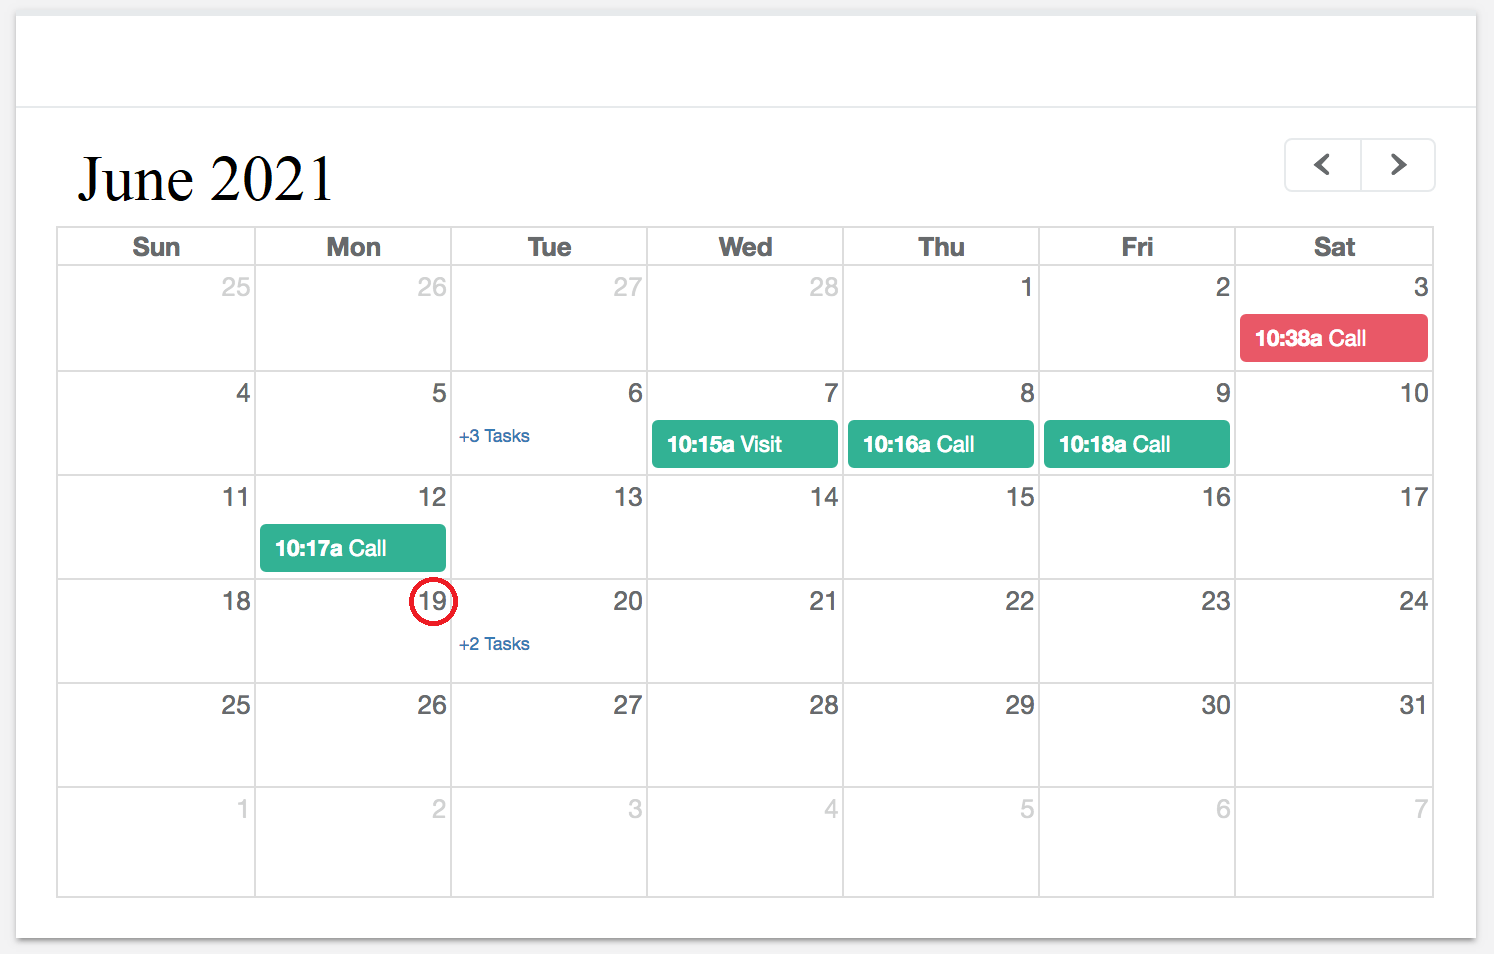 June 2021
Sun Mon Tue Wed Thu Fri Sat
25 26 27 28 1 2 3
10:38a Call
4 5 6 7 8 9 10
+3 Tasks 10:15a Visit 10:16a Call 10:18a Call
11 12 13 14 15 16 17
10:17a Call
18 19 20 21 22 23 24
+2 Tasks
25 26 27 28 29 30 31
1 2 3 4 5 6 7